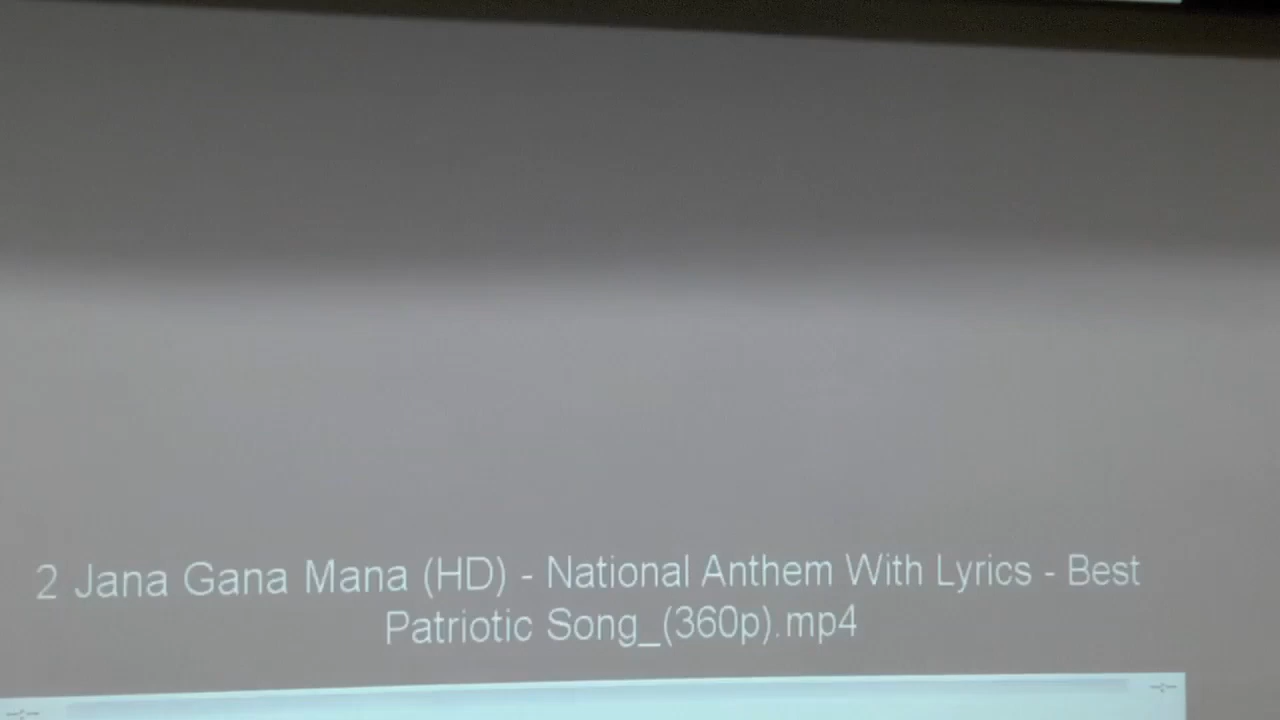 2 Jana Gana Mana (HD) - National Anthem With Lyrics - Best
Patriotic Song_(360p).mp4